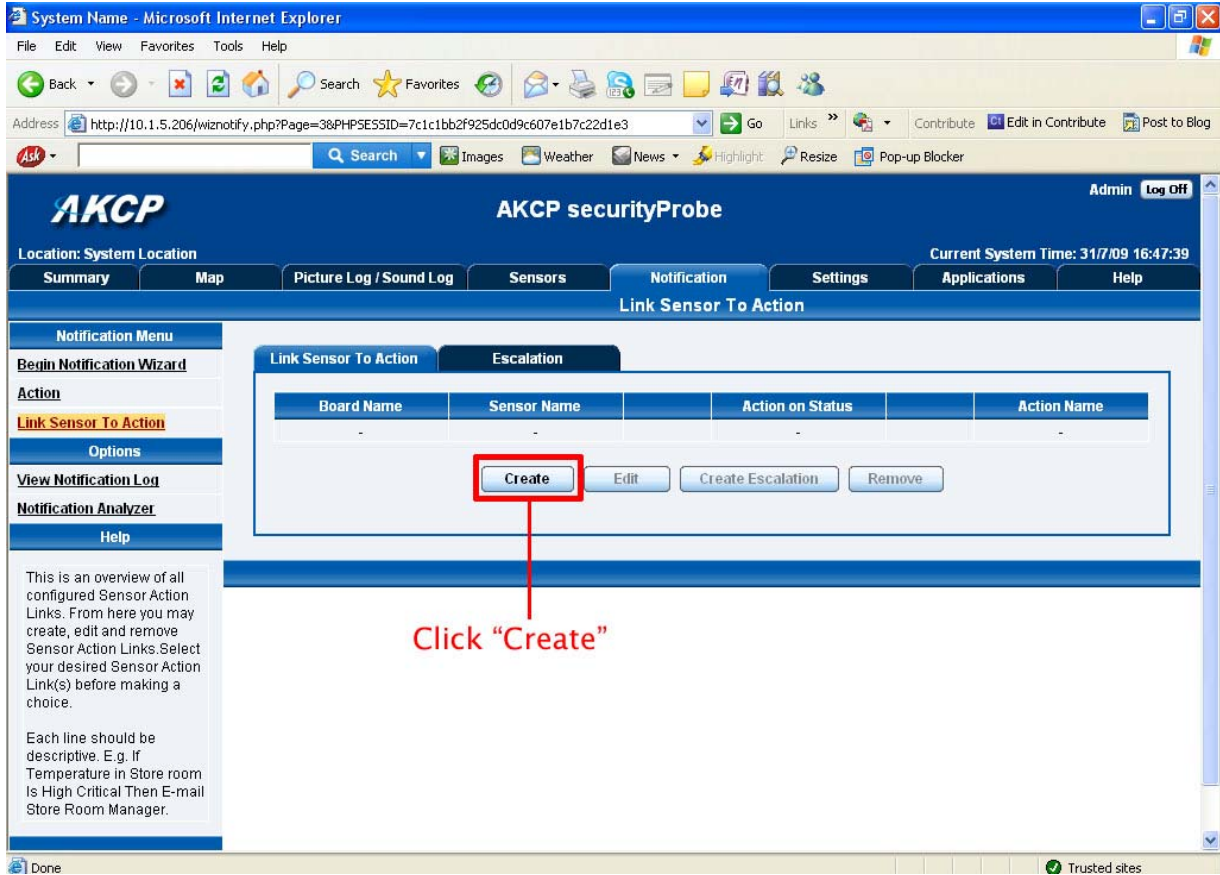 System Name - Microsoft Internet Explorer
File Edit View Favorites Tools Help
Back Search Favorites
Address http://10.1.5.206/wiznotify.php?Page=3&PHPSESSID=7c1c1bb2f925dc0d9c607e1b7c22d1e3 Go Links » Contribute Edit in Contribute Post to Blog
Ask Search Images Weather News Highlight Resize Pop-up Blocker
Admin Log Off
AKCP AKCP securityProbe
Location: System Location Current System Time: 31/7/09 16:47:39
Summary Map Picture Log / Sound Log Sensors Notification Settings Applications Help
Link Sensor To Action
Notification Menu
Begin Notification Wizard
Action
Link Sensor To Action
Options
View Notification Log
Notification Analyzer
Help
This is an overview of all
configured Sensor Action
Links. From here you may
create, edit and remove
Sensor Action Links.Select
your desired Sensor Action
Link(s) before making a
choice.
Each line should be
descriptive. E.g. If
Temperature in Store room
Is High Critical Then E-mail
Store Room Manager.
Link Sensor To Action Escalation
Board Name Sensor Name Action on Status Action Name
- - - -
Create Edit Create Escalation Remove
Click “Create”
Done Trusted sites